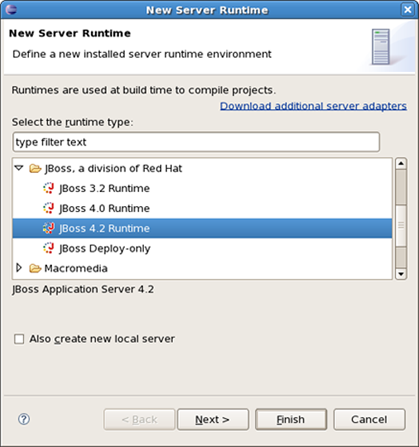 New Server Runtime
New Server Runtime
Define a new installed server runtime environment
Runtimes are used at build time to compile projects.
Download additional server adapters
Select the runtime type:
type filter text
JBoss, a division of Red Hat
JBoss 3.2 Runtime
JBoss 4.0 Runtime
JBoss 4.2 Runtime
JBoss Deploy-only
Macromedia
JBoss Application Server 4.2
Also create new local server
? < Back Next > Finish Cancel